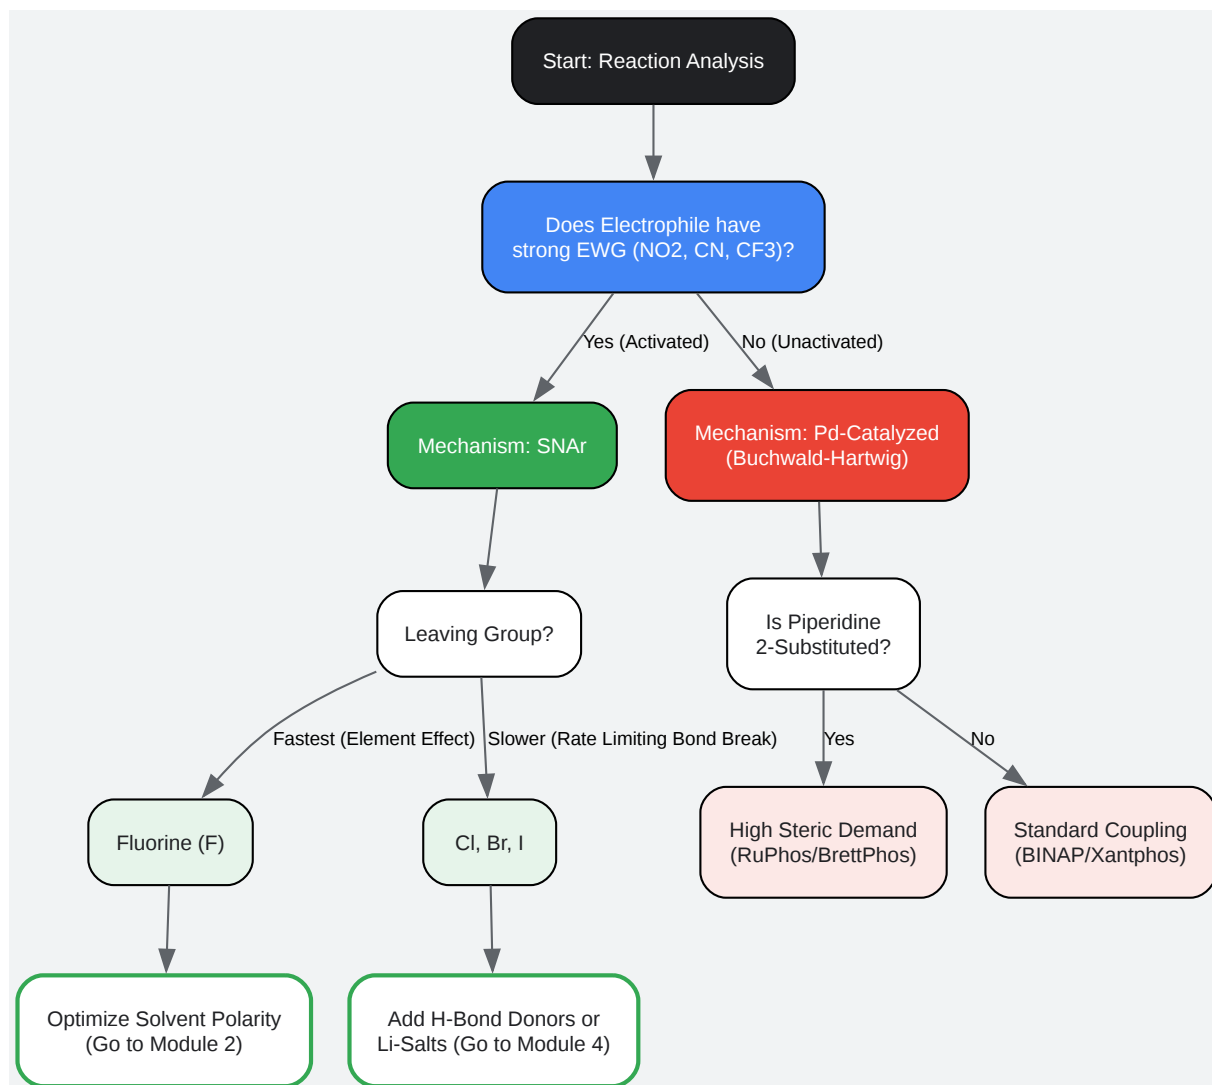 Start: Reaction Analysis
Does Electrophile have
strong EWG (NO2, CN, CF3)?
Yes (Activated)
No (Unactivated)
Mechanism: SNAr
Mechanism: Pd-Catalyzed
(Buchwald-Hartwig)
Leaving Group?
Is Piperidine
2-Substituted?
Fastest (Element Effect)
Slower (Rate Limiting Bond Break)
Yes
No
Fluorine (F)
Cl, Br, I
High Steric Demand
(RuPhos/BrettPhos)
Standard Coupling
(BINAP/Xantphos)
Optimize Solvent Polarity
(Go to Module 2)
Add H-Bond Donors or
Li-Salts (Go to Module 4)